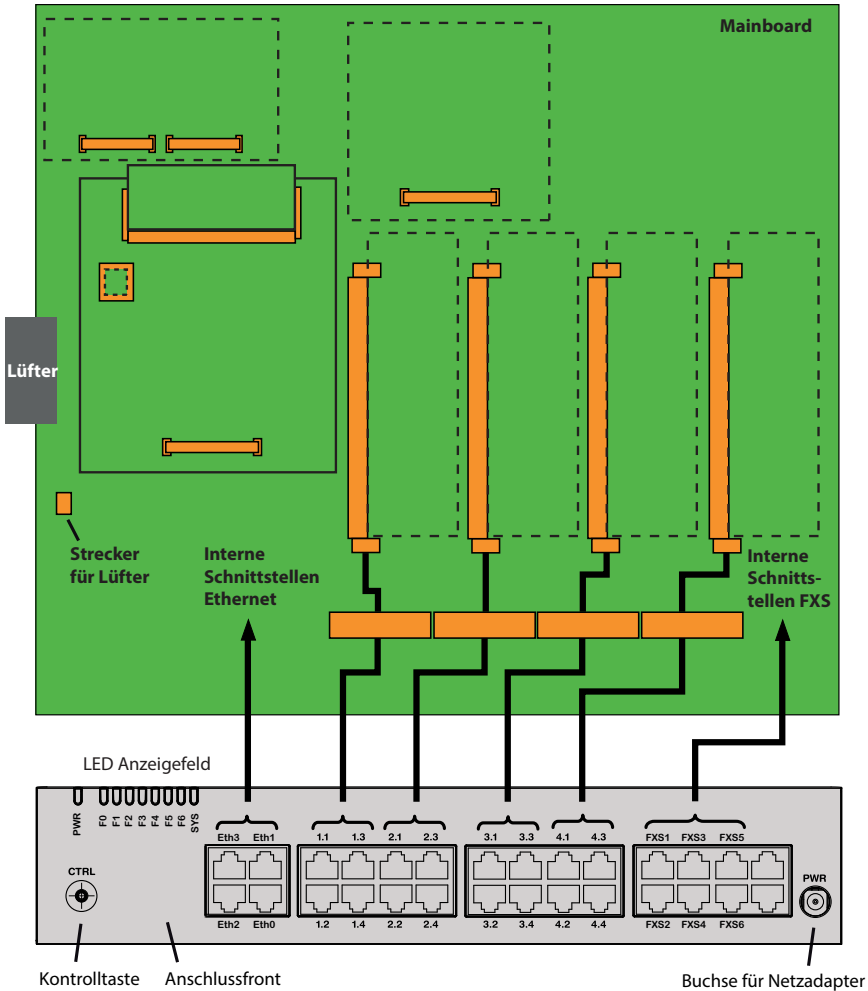 Mainboard
Lüfter
Strecker
für Lüfter
Interne
Schnittstellen
Ethernet
Interne
Schnitts-
tellen FXS
LED Anzeigefeld
PWR
F0
F1
F2
F3
F4
F5
F6
SYS
Eth3 Eth1
1.1 1.3 2.1 2.3
3.1 3.3 4.1 4.3
FXS1 FXS3 FXS5
CTRL
PWR
Eth2 Eth0
1.2 1.4 2.2 2.4
3.2 3.4 4.2 4.4
FXS2 FXS4 FXS6
Kontrolltaste
Anschlussfront
Buchse für Netzadapter